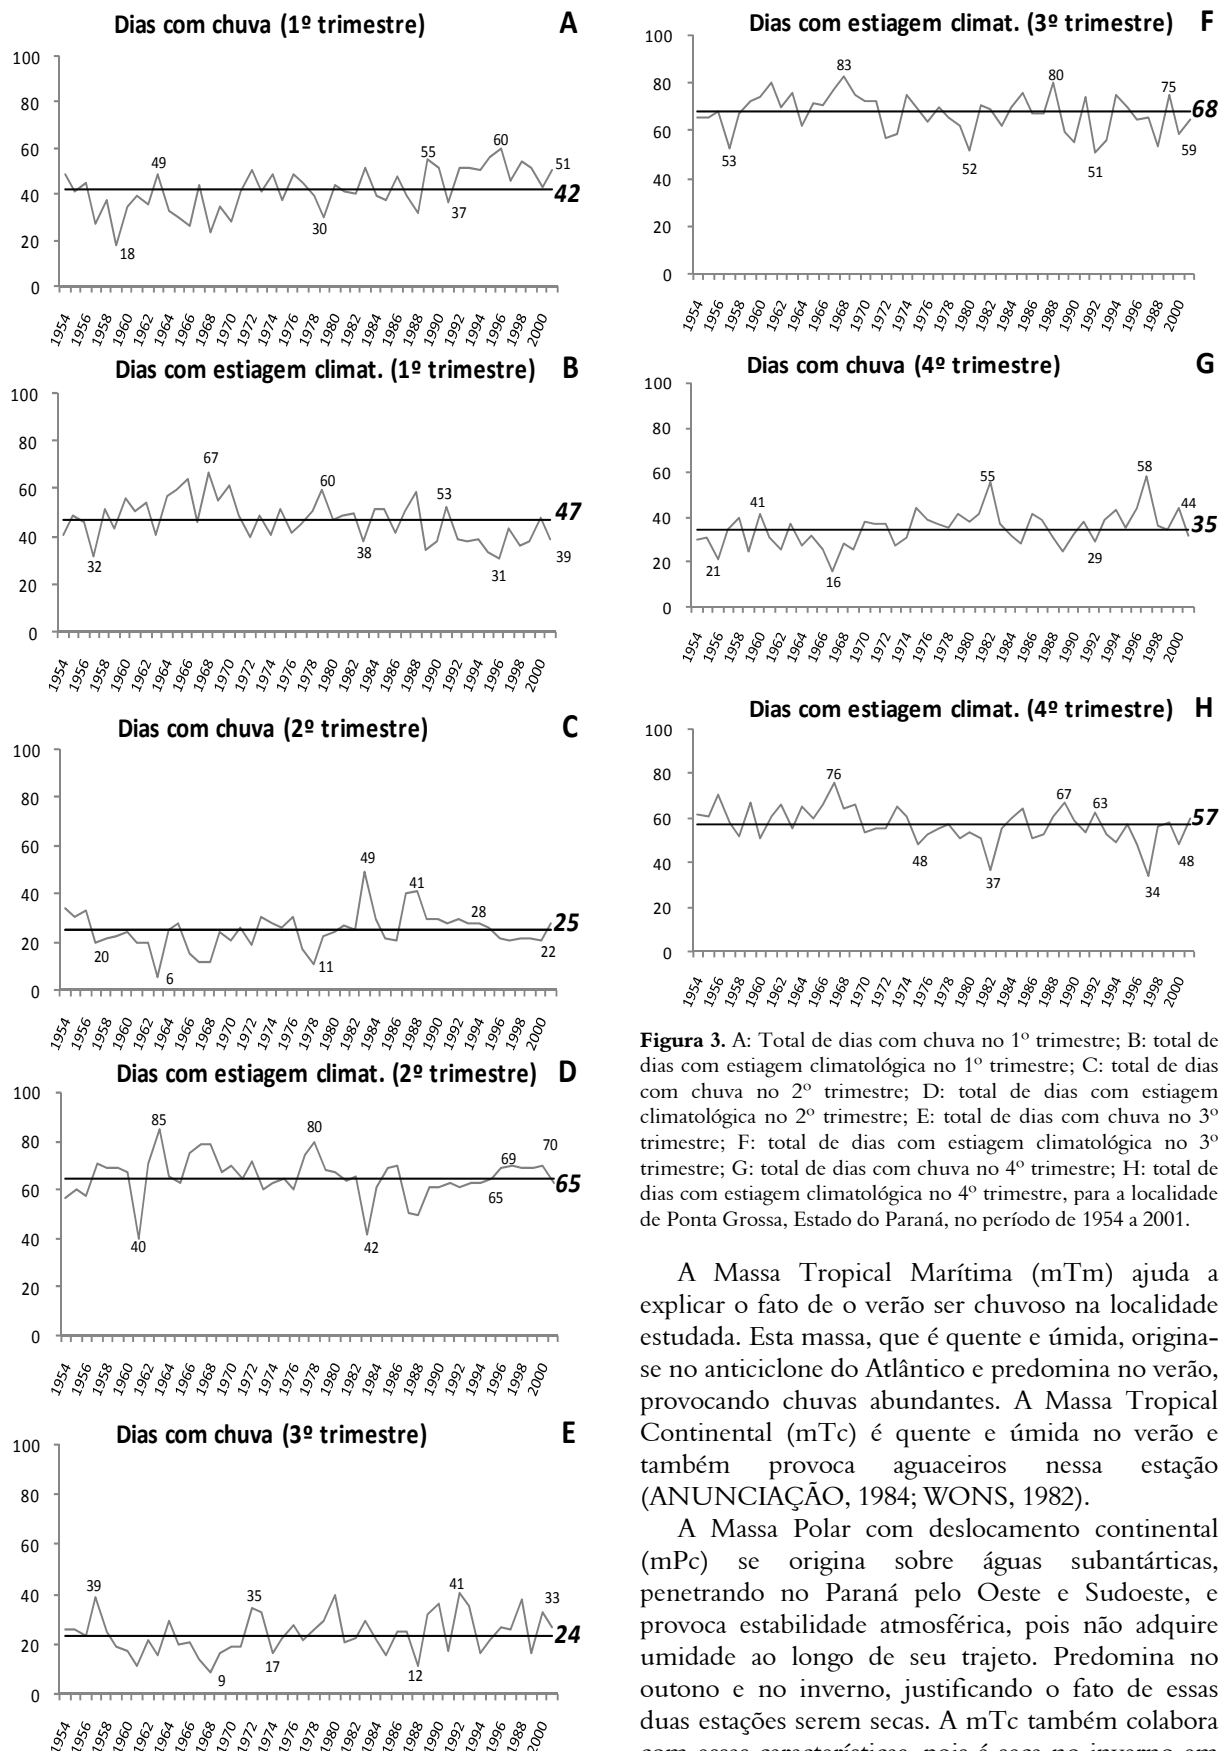 Dias com chuva (1º trimestre) A
100
80
60
40
20
0
49
18
30
55
37
60
51
42
1954 1956 1958 1960 1962 1964 1966 1968 1970 1972 1974 1976 1978 1980 1982 1984 1986 1988 1990 1992 1994 1996 1998 2000
Dias com estiagem climat. (1º trimestre) B
100
80
60
40
20
0
32
67
60
38
53
31
47
39
1954 1956 1958 1960 1962 1964 1966 1968 1970 1972 1974 1976 1978 1980 1982 1984 1986 1988 1990 1992 1994 1996 1998 2000
Dias com chuva (2º trimestre) C
100
80
60
40
20
0
20
6
11
49
41
28
25
22
1954 1956 1958 1960 1962 1964 1966 1968 1970 1972 1974 1976 1978 1980 1982 1984 1986 1988 1990 1992 1994 1996 1998 2000
Dias com estiagem climat. (2º trimestre) D
100
80
60
40
20
0
85
40
80
42
69
65
70
65
1954 1956 1958 1960 1962 1964 1966 1968 1970 1972 1974 1976 1978 1980 1982 1984 1986 1988 1990 1992 1994 1996 1998 2000
Dias com chuva (3º trimestre) E
100
80
60
40
20
0
39
9
35
17
12
41
33
24
1954 1956 1958 1960 1962 1964 1966 1968 1970 1972 1974 1976 1978 1980 1982 1984 1986 1988 1990 1992 1994 1996 1998 2000
Dias com estiagem climat. (3º trimestre) F
100
80
60
40
20
0
53
83
52
80
51
75
68
59
1954 1956 1958 1960 1962 1964 1966 1968 1970 1972 1974 1976 1978 1980 1982 1984 1986 1988 1990 1992 1994 1996 1988 2000
Dias com chuva (4º trimestre) G
100
80
60
40
20
0
21
41
16
55
29
58
44
35
1954 1956 1958 1960 1962 1964 1966 1968 1970 1972 1974 1976 1978 1980 1982 1984 1986 1988 1990 1992 1994 1996 1998 2000
Dias com estiagem climat. (4º trimestre) H
100
80
60
40
20
0
76
48
37
67
63
34
57
48
1954 1956 1958 1960 1962 1964 1966 1968 1970 1972 1974 1976 1978 1980 1982 1984 1986 1988 1990 1992 1994 1996 1998 2000
Figura 3. A: Total de dias com chuva no 1º trimestre; B: total de
dias com estiagem climatológica no 1º trimestre; C: total de dias
com chuva no 2º trimestre; D: total de dias com estiagem
climatológica no 2º trimestre; E: total de dias com chuva no 3º
trimestre; F: total de dias com estiagem climatológica no 3º
trimestre; G: total de dias com chuva no 4º trimestre; H: total de
dias com estiagem climatológica no 4º trimestre, para a localidade
de Ponta Grossa, Estado do Paraná, no período de 1954 a 2001.
A Massa Tropical Marítima (mTm) ajuda a
explicar o fato de o verão ser chuvoso na localidade
estudada. Esta massa, que é quente e úmida, origina-
se no anticiclone do Atlântico e predomina no verão,
provocando chuvas abundantes. A Massa Tropical
Continental (mTc) é quente e úmida no verão e
também provoca aguaceiros nessa estação
(ANUNCIAÇÃO, 1984; WONS, 1982).
A Massa Polar com deslocamento continental
(mPc) se origina sobre águas subantárticas,
penetrando no Paraná pelo Oeste e Sudoeste, e
provoca estabilidade atmosférica, pois não adquire
umidade ao longo de seu trajeto. Predomina no
outono e no inverno, justificando o fato de essas
duas estações serem secas. A mTc também colabora